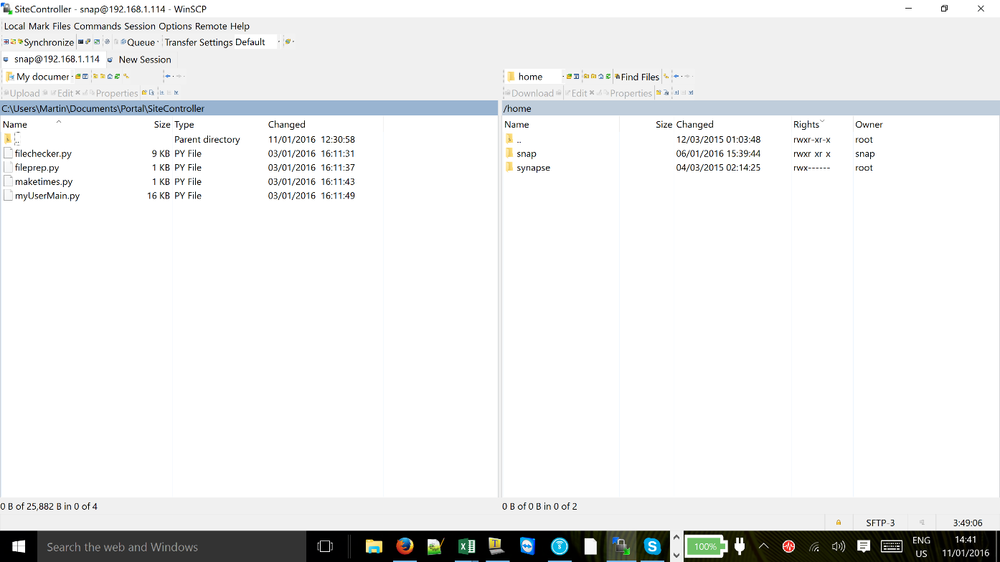 SiteController - snap@192.168.1.114 - WinSCP
Local Mark Files Commands Session Options Remote Help
Synchronize Queue Transfer Settings Default
snap@192.168.1.114 New Session
My documer home Find Files
Upload Edit Properties Download Edit Properties
C:\Users\Martin\Documents\Portal\SiteController /home
Name Size Type Changed Name Size Changed Rights Owner
.. Parent directory 11/01/2016 12:30:58 .. 12/03/2015 01:03:48 rwxr-xr-x root
filechecker.py 9 KB PY File 03/01/2016 16:11:31 snap 06/01/2016 15:39:44 rwxr xr x snap
fileprep.py 1 KB PY File 03/01/2016 16:11:37 synapse 04/03/2015 02:14:25 rwx------ root
maketimes.py 1 KB PY File 03/01/2016 16:11:43
myUserMain.py 16 KB PY File 03/01/2016 16:11:49
0 B of 25,882 B in 0 of 4 0 B of 0 B in 0 of 2
SFTP-3 3:49:06
Search the web and Windows 100% ENG 14:41
US 11/01/2016